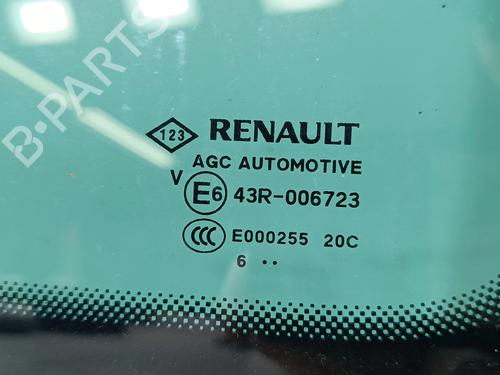 B-PARTS
123 RENAULT
AGC AUTOMOTIVE
V E6 43R-006723
CCC E000255 20C
6 ..